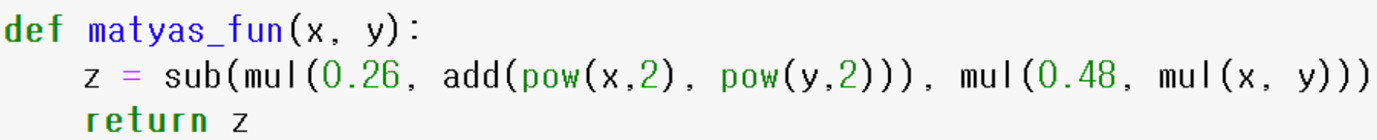 def matyas_fun(x, y):
    z = sub(mul(0.26, add(pow(x,2), pow(y,2))), mul(0.48, mul(x, y)))
    return z